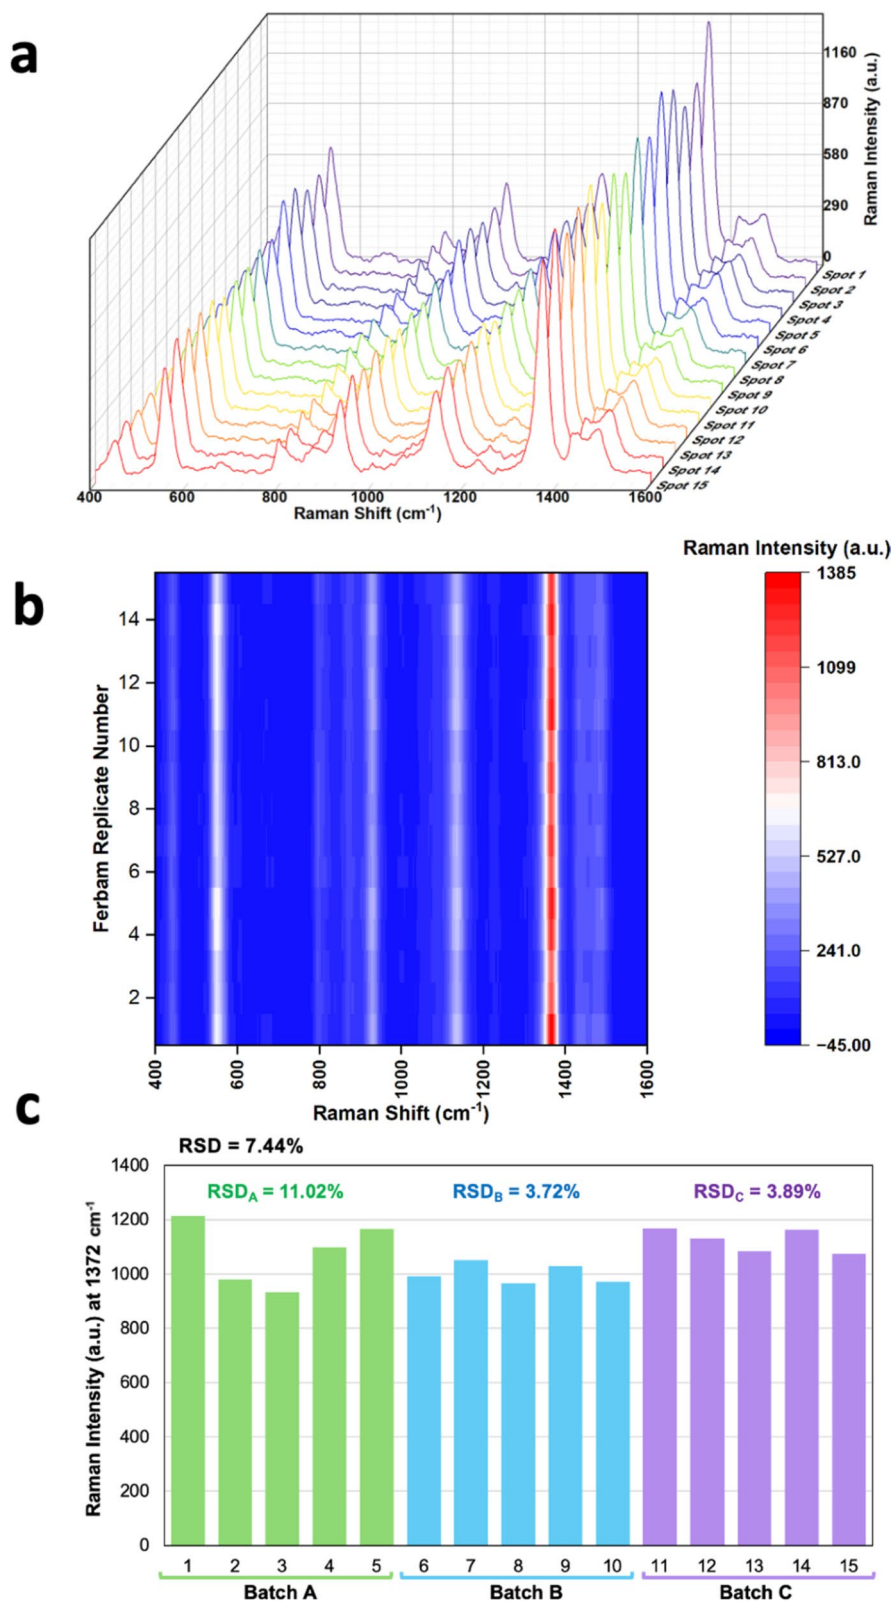 a
1160
870
580
290
0
Raman Intensity (a.u.)
Spot 1
Spot 2
Spot 3
Spot 4
Spot 5
Spot 6
Spot 7
Spot 8
Spot 9
Spot 10
Spot 11
Spot 12
Spot 13
Spot 14
Spot 15
400 600 800 1000 1200 1400 1600
Raman Shift (cm⁻¹)
b
Raman Intensity (a.u.)
1385
1099
813.0
527.0
241.0
−45.00
Ferbam Replicate Number
14
12
10
8
6
4
2
400 600 800 1000 1200 1400 1600
Raman Shift (cm⁻¹)
c
RSD = 7.44%
RSD_A = 11.02% RSD_B = 3.72% RSD_C = 3.89%
Raman Intensity (a.u.) at 1372 cm⁻¹
1400
1200
1000
800
600
400
200
0
1 2 3 4 5 6 7 8 9 10 11 12 13 14 15
Batch A Batch B Batch C